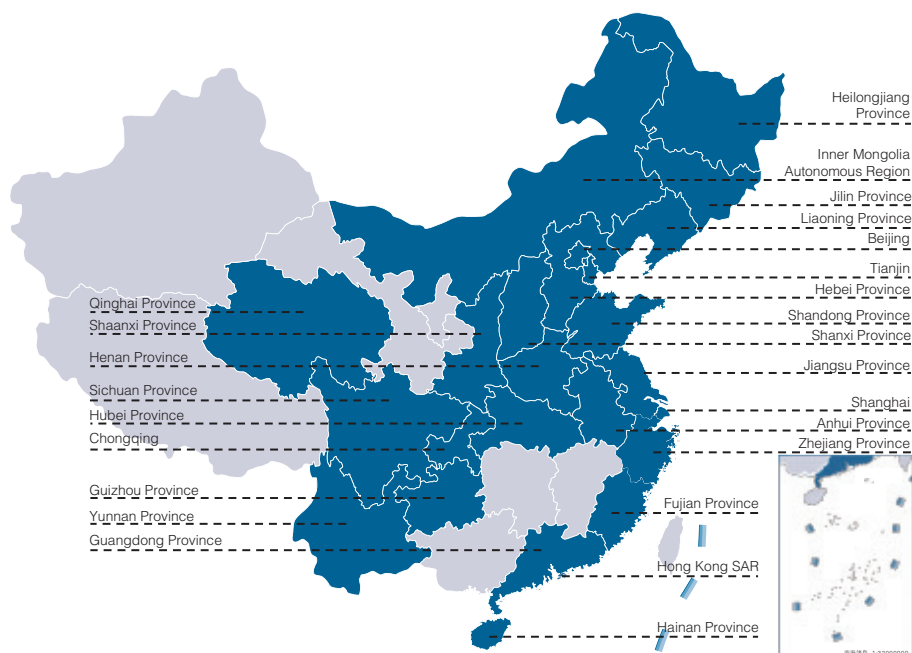 Heilongjiang
Province
Inner Mongolia
Autonomous Region
Jilin Province
Liaoning Province
Beijing
Tianjin
Hebei Province
Shandong Province
Shanxi Province
Jiangsu Province
Shanghai
Anhui Province
Zhejiang Province
Qinghai Province
Shaanxi Province
Henan Province
Sichuan Province
Hubei Province
Chongqing
Guizhou Province
Yunnan Province
Guangdong Province
Fujian Province
Hong Kong SAR
Hainan Province